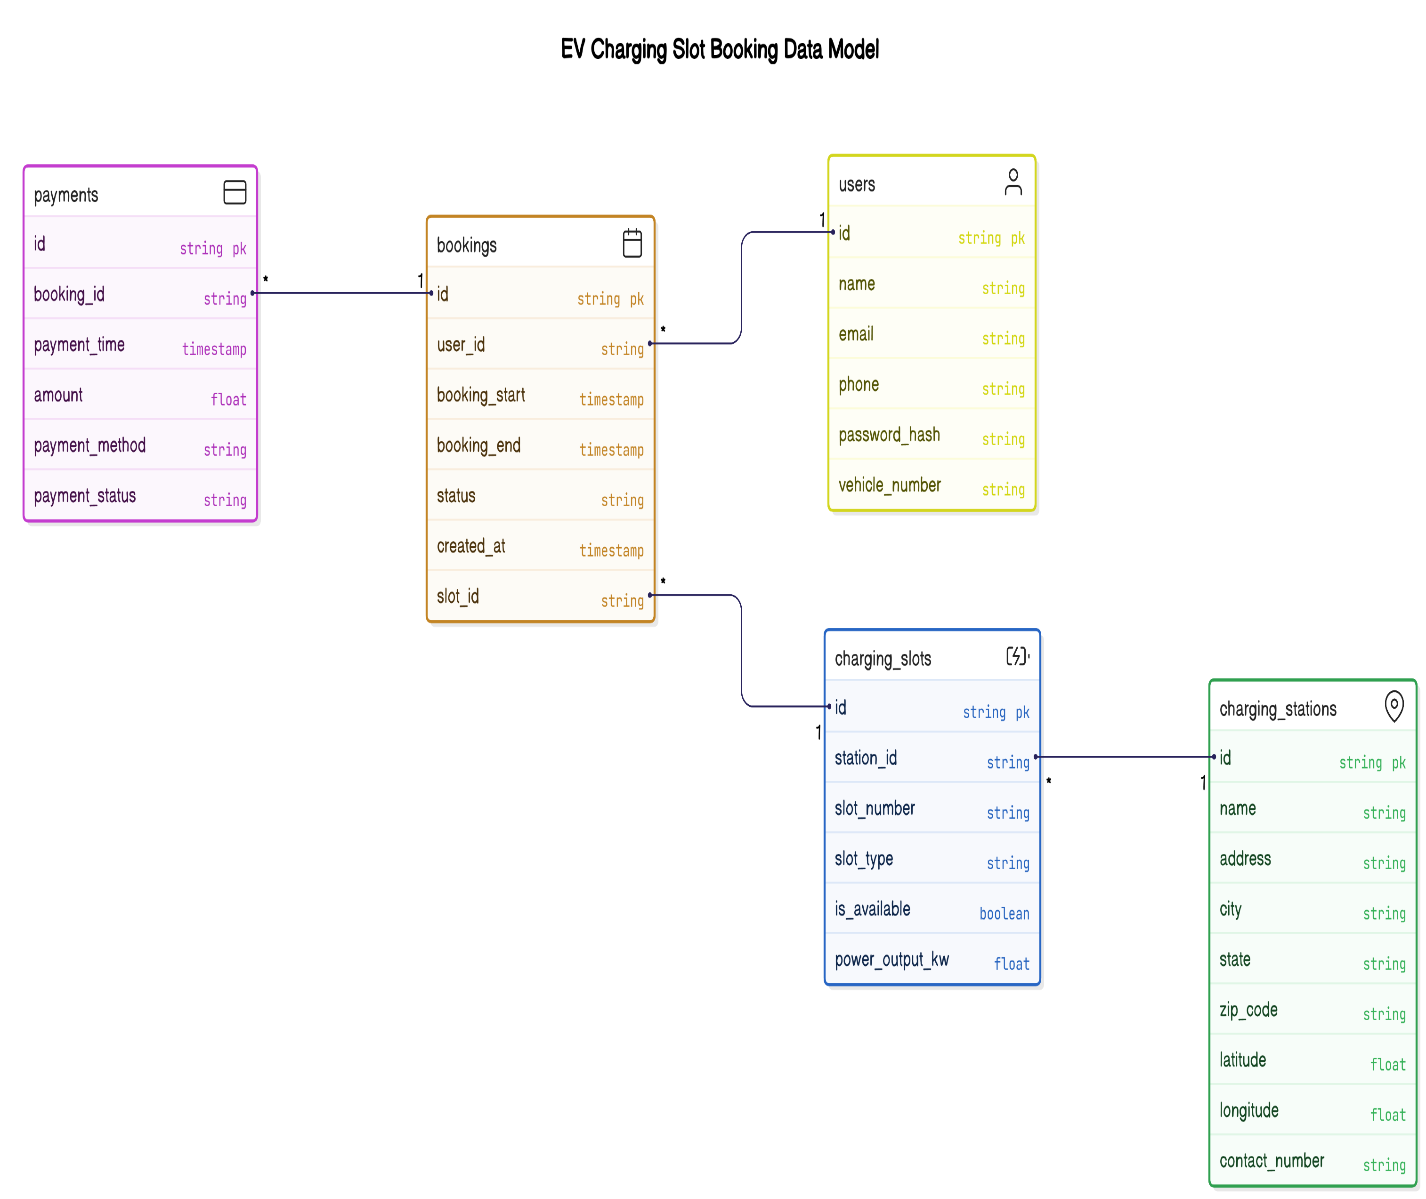 EV Charging Slot Booking Data Model
payments
id string pk
booking_id string
payment_time timestamp
amount float
payment_method string
payment_status string
* 1
bookings
id string pk
user_id string
booking_start timestamp
booking_end timestamp
status string
created_at timestamp
slot_id string
* 1
users
id string pk
name string
email string
phone string
password_hash string
vehicle_number string
* 1
charging_slots
id string pk
station_id string
slot_number string
slot_type string
is_available boolean
power_output_kw float
* 1
charging_stations
id string pk
name string
address string
city string
state string
zip_code string
latitude float
longitude float
contact_number string